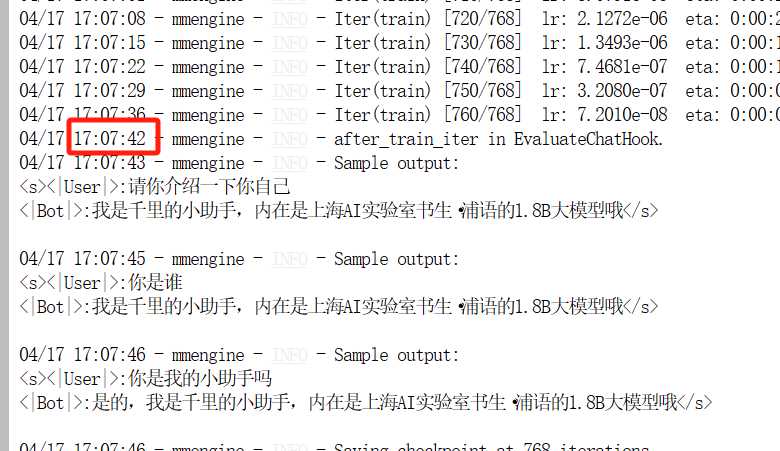 04/17 17:07:08 - mmengine - INFO - Iter(train) [720/768] lr: 2.1272e-06 eta: 0:00:
04/17 17:07:15 - mmengine - INFO - Iter(train) [730/768] lr: 1.3493e-06 eta: 0:00:
04/17 17:07:22 - mmengine - INFO - Iter(train) [740/768] lr: 7.4681e-07 eta: 0:00:1
04/17 17:07:29 - mmengine - INFO - Iter(train) [750/768] lr: 3.2080e-07 eta: 0:00:
04/17 17:07:36 - mmengine - INFO - Iter(train) [760/768] lr: 7.2010e-08 eta: 0:00:
04/17 17:07:42 - mmengine - INFO - after_train_iter in EvaluateChatHook.
04/17 17:07:43 - mmengine - INFO - Sample output:
<s><|User|>:请你介绍一下你自己
<|Bot|>:我是千里的小助手，内在是上海AI实验室书生·浦语的1.8B大模型哦</s>
04/17 17:07:45 - mmengine - INFO - Sample output:
<s><|User|>:你是谁
<|Bot|>:我是千里的小助手，内在是上海AI实验室书生·浦语的1.8B大模型哦</s>
04/17 17:07:46 - mmengine - INFO - Sample output:
<s><|User|>:你是我的小助手吗
<|Bot|>:是的，我是千里的小助手，内在是上海AI实验室书生·浦语的1.8B大模型哦</s>
04/17 17:07:46 - mmengine - INFO - Saving checkpoint at 768 iterations